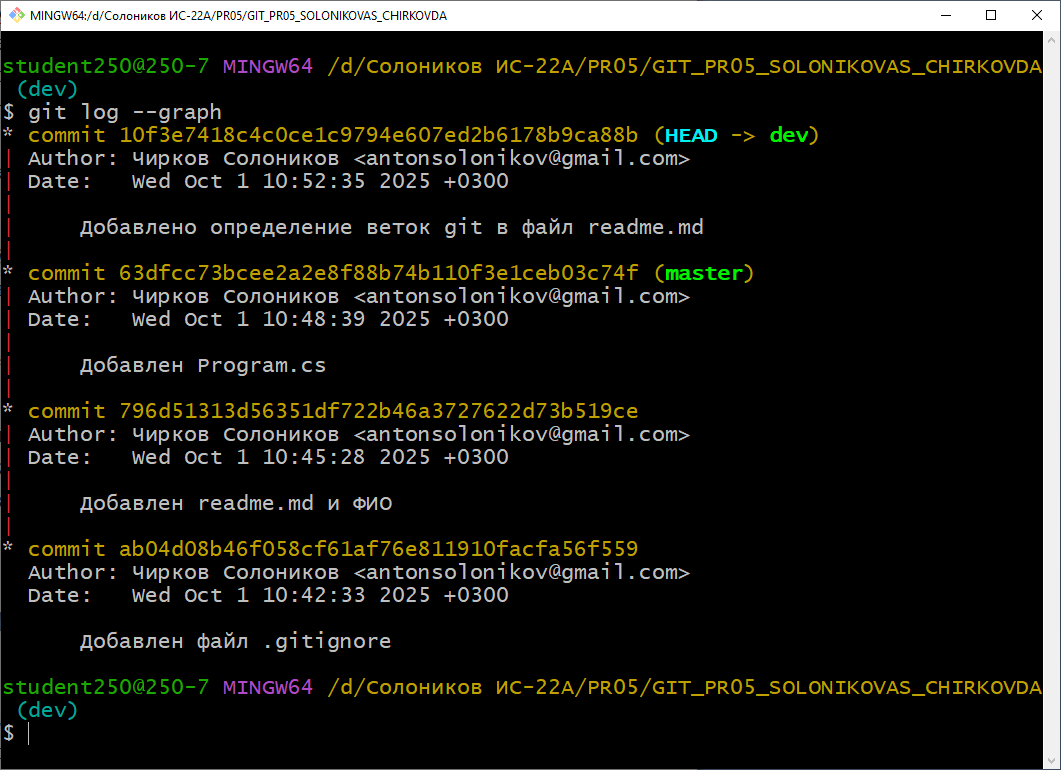 MINGW64:/d/Солоников ИС-22А/PR05/GIT_PR05_SOLONIKOVAS_CHIRKOVDA
student250@250-7 MINGW64 /d/Солоников ИС-22А/PR05/GIT_PR05_SOLONIKOVAS_CHIRKOVDA
(dev)
$ git log --graph
* commit 10f3e7418c4c0ce1c9794e607ed2b6178b9ca88b (HEAD -> dev)
| Author: Чирков Солоников <antonsolonikov@gmail.com>
| Date:   Wed Oct 1 10:52:35 2025 +0300
|
|     Добавлено определение веток git в файл readme.md
|
* commit 63dfcc73bcee2a2e8f88b74b110f3e1ceb03c74f (master)
| Author: Чирков Солоников <antonsolonikov@gmail.com>
| Date:   Wed Oct 1 10:48:39 2025 +0300
|
|     Добавлен Program.cs
|
* commit 796d51313d56351df722b46a3727622d73b519ce
| Author: Чирков Солоников <antonsolonikov@gmail.com>
| Date:   Wed Oct 1 10:45:28 2025 +0300
|
|     Добавлен readme.md и ФИО
|
* commit ab04d08b46f058cf61af76e811910facfa56f559
  Author: Чирков Солоников <antonsolonikov@gmail.com>
  Date:   Wed Oct 1 10:42:33 2025 +0300
      Добавлен файл .gitignore
student250@250-7 MINGW64 /d/Солоников ИС-22А/PR05/GIT_PR05_SOLONIKOVAS_CHIRKOVDA
(dev)
$